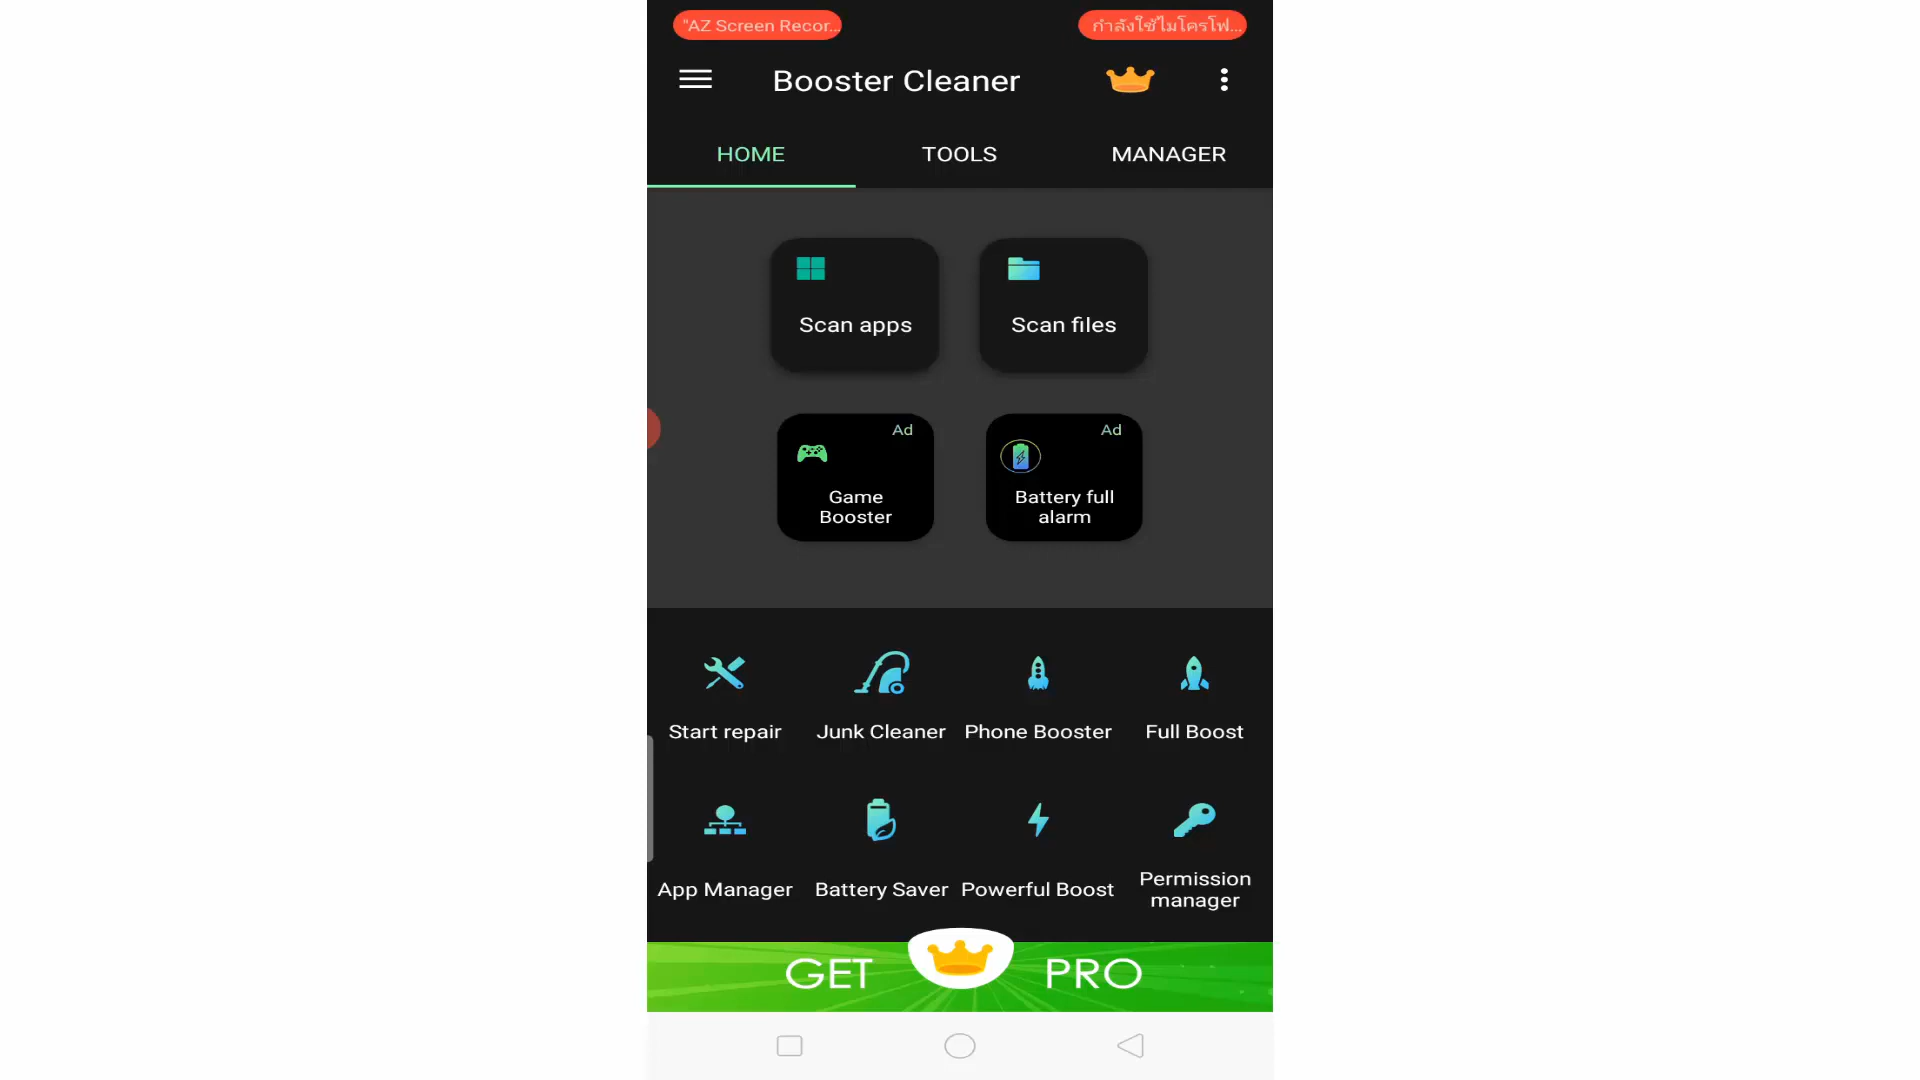 "AZ Screen Recor... กำลังใช้ไมโครโฟ...
Booster Cleaner
HOME TOOLS MANAGER
Scan apps Scan files
Ad Ad
Game Booster
Battery full alarm
Start repair Junk Cleaner Phone Booster Full Boost
App Manager Battery Saver Powerful Boost Permission manager
GET PRO